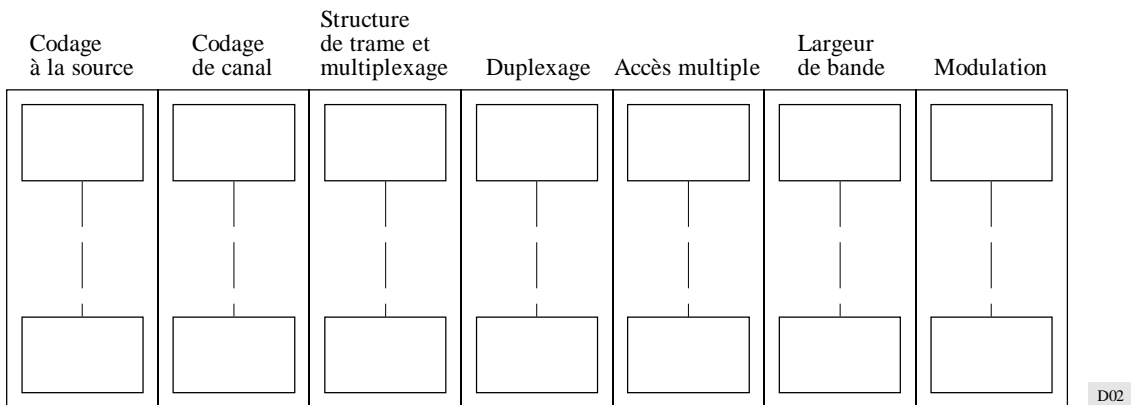 Codage
à la source
Codage
de canal
Structure
de trame et
multiplexage
Duplexage
Accès multiple
Largeur
de bande
Modulation
D02